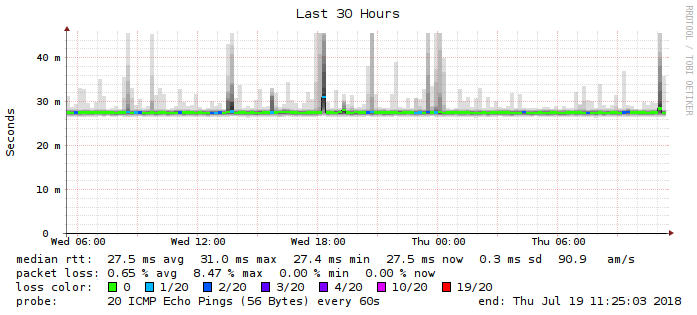 Last 30 Hours
RRDTOOL / TOBI OETIKER
Seconds
40 m
30 m
20 m
10 m
0
Wed 06:00 Wed 12:00 Wed 18:00 Thu 00:00 Thu 06:00
median rtt: 27.5 ms avg 31.0 ms max 27.4 ms min 27.5 ms now 0.3 ms sd 90.9 am/s
packet loss: 0.65 % avg 8.47 % max 0.00 % min 0.00 % now
loss color: 0 1/20 2/20 3/20 4/20 10/20 19/20
probe: 20 ICMP Echo Pings (56 Bytes) every 60s end: Thu Jul 19 11:25:03 2018